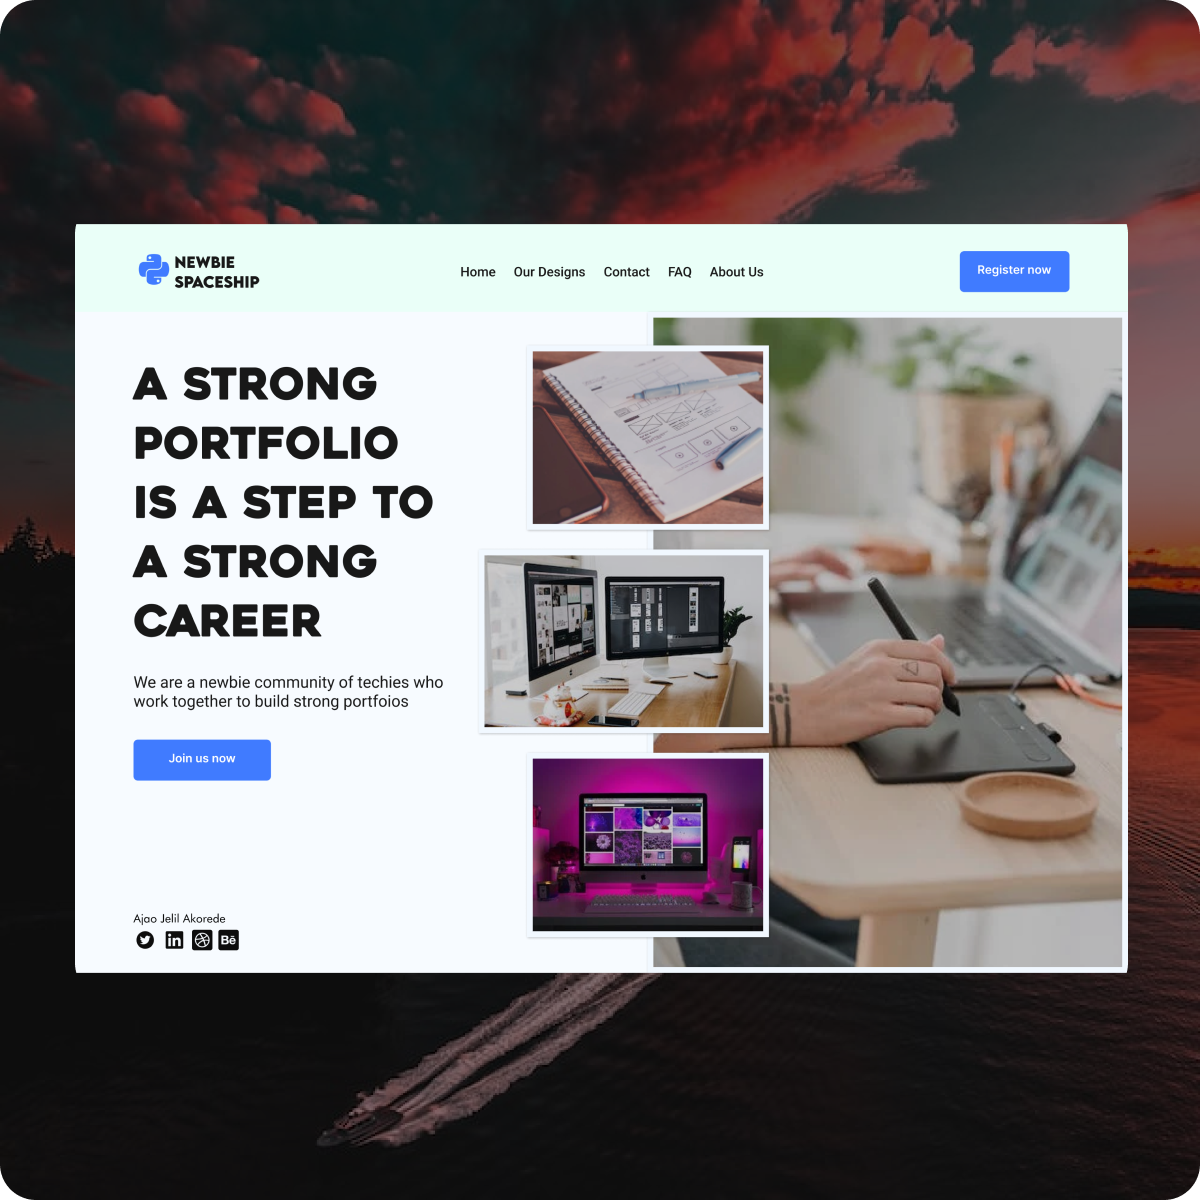 NEWBIE
SPACESHIP
Home Our Designs Contact FAQ About Us
Register now
A STRONG
PORTFOLIO
IS A STEP TO
A STRONG
CAREER
We are a newbie community of techies who
work together to build strong portfoios
Join us now
Ajao Jelil Akorede
in
Bē